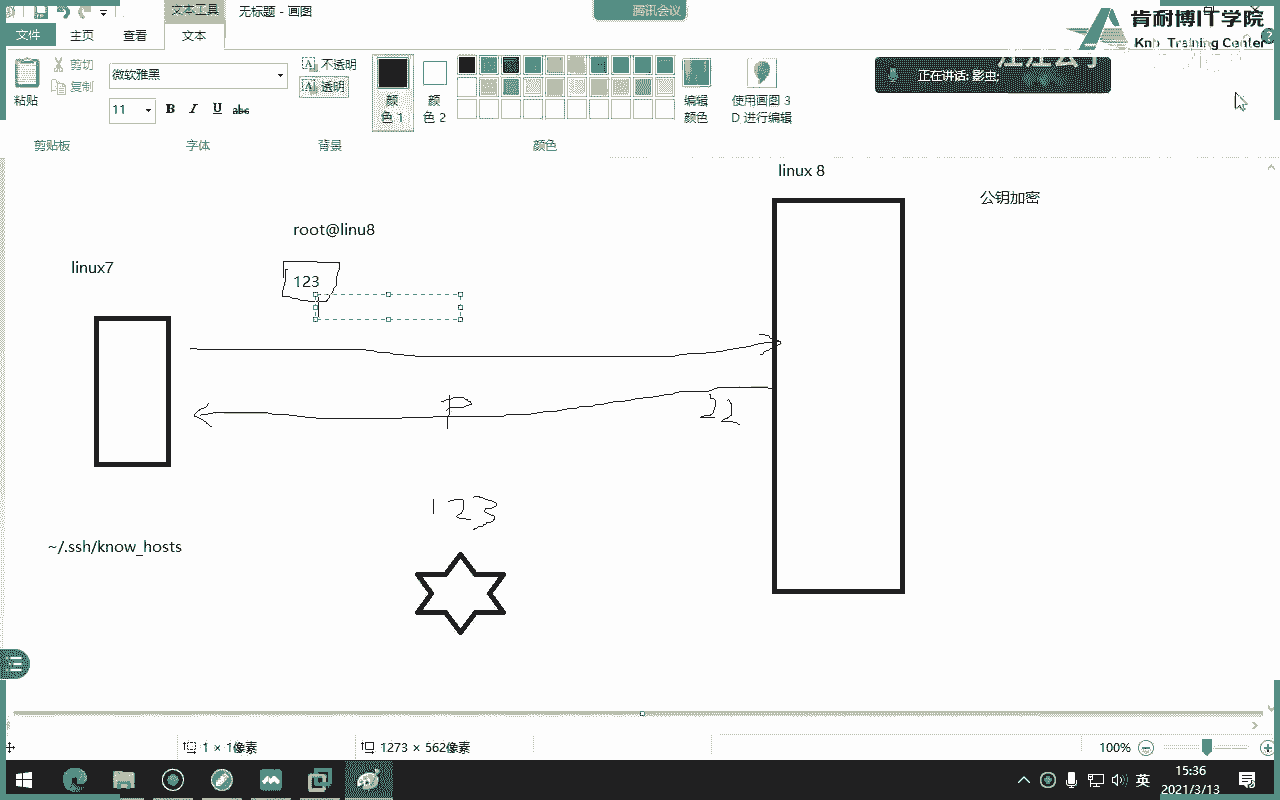 文本工具
无标题 - 画图
腾讯会议
肯耐博IT学院
Knb Training Center
文件
主页
查看
文本
剪切
复制
粘贴
微软雅黑
11
B I U abc
不透明
透明
颜色 1
颜色 2
编辑颜色
使用画图 3D 进行编辑
正在讲话: 影虫;
剪贴板
字体
背景
颜色
linux 8
公钥加密
root@linu8
linux7
123
P
22
123
~/.ssh/know_hosts
1 × 1像素
1273 × 562像素
100%
英
15:36
2021/3/13